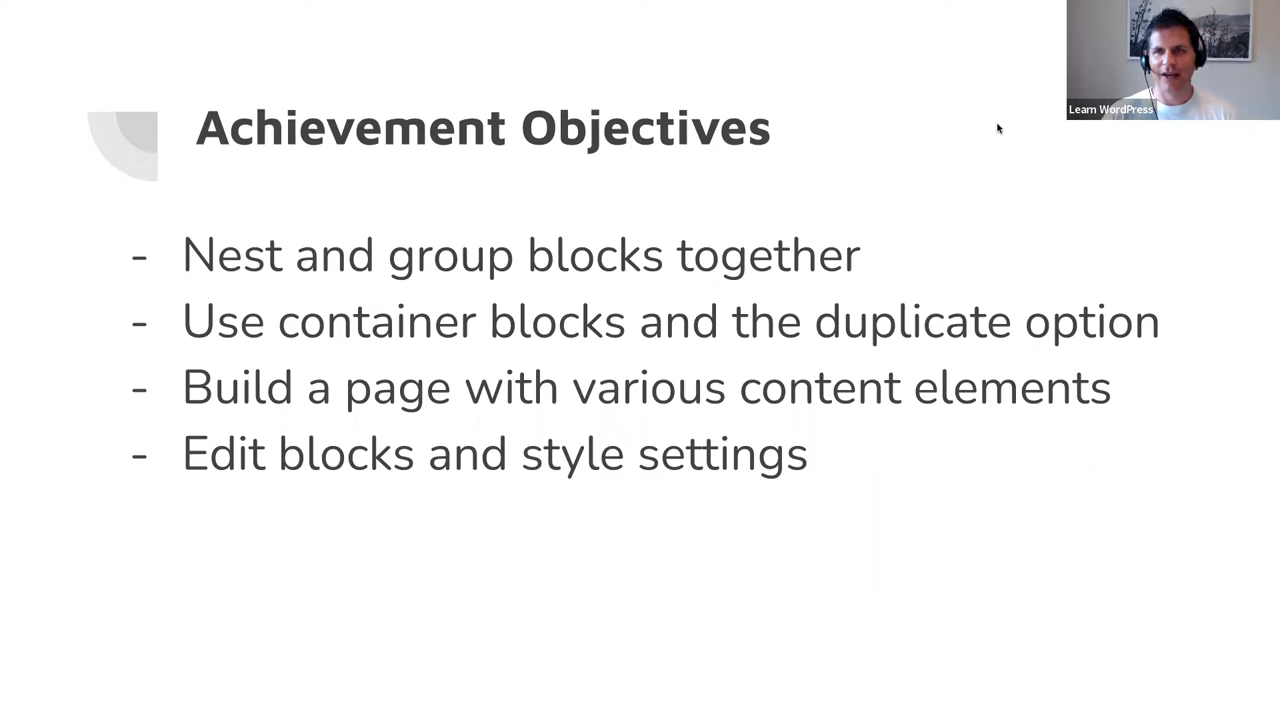 Learn WordPress
Achievement Objectives
- Nest and group blocks together
- Use container blocks and the duplicate option
- Build a page with various content elements
- Edit blocks and style settings